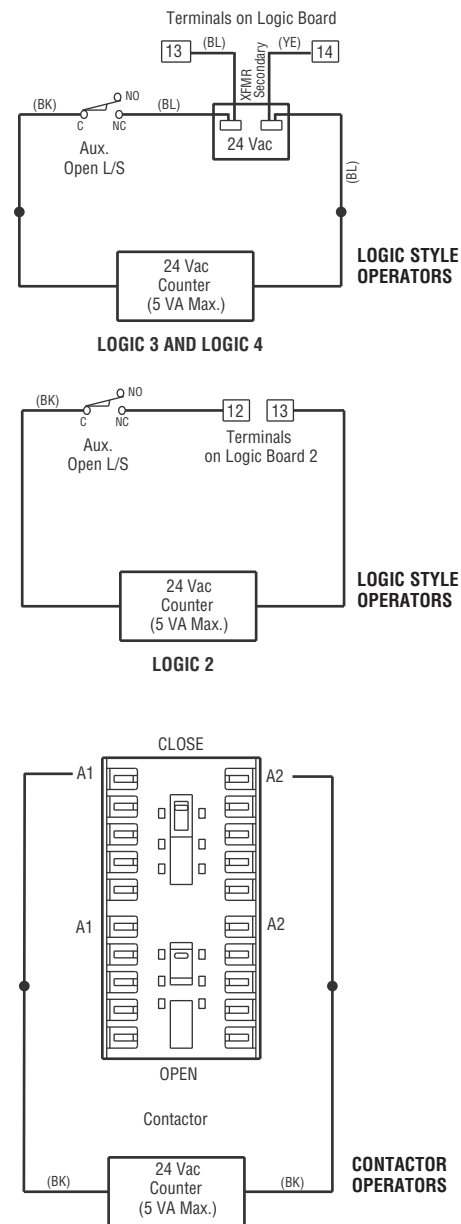 Terminals on Logic Board
13 (BL) (YE) 14
XFMR
Secondary
(BK) NO (BL)
C NC
24 Vac
Aux.
Open L/S
(BL)
24 Vac
Counter
(5 VA Max.)
LOGIC STYLE
OPERATORS
LOGIC 3 AND LOGIC 4
(BK) NO
C NC
12 13
Aux.
Open L/S
Terminals
on Logic Board 2
24 Vac
Counter
(5 VA Max.)
LOGIC STYLE
OPERATORS
LOGIC 2
CLOSE
A1 A2
A1 A2
OPEN
Contactor
(BK) (BK)
24 Vac
Counter
(5 VA Max.)
CONTACTOR
OPERATORS